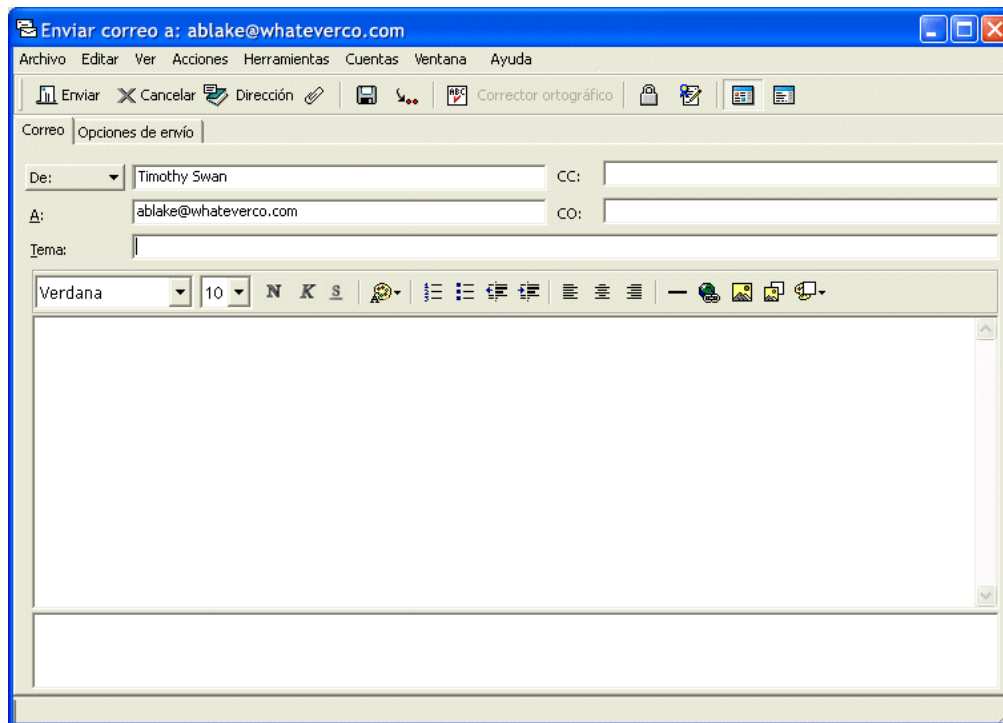 Enviar correo a: ablake@whateverco.com
Archivo Editar Ver Acciones Herramientas Cuentas Ventana Ayuda
Enviar Cancelar Dirección ABC Corrector ortográfico
Correo Opciones de envío
De: Timothy Swan CC:
A: ablake@whateverco.com CO:
Tema:
Verdana 10 N K S